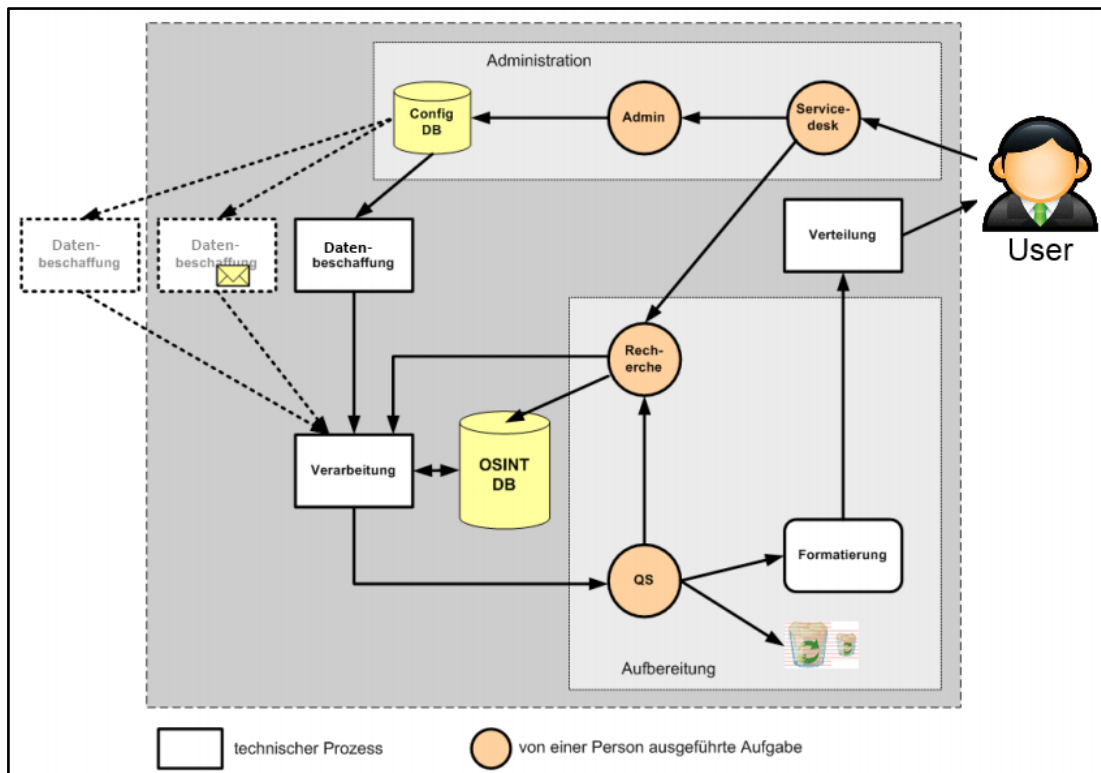 Administration
Config
DB
Admin
Service-
desk
User
Daten-
beschaffung
Daten-
beschaffung
Daten-
beschaffung
Verteilung
Rech-
erche
Verarbeitung
OSINT
DB
QS
Formatierung
Aufbereitung
technischer Prozess
von einer Person ausgeführte Aufgabe